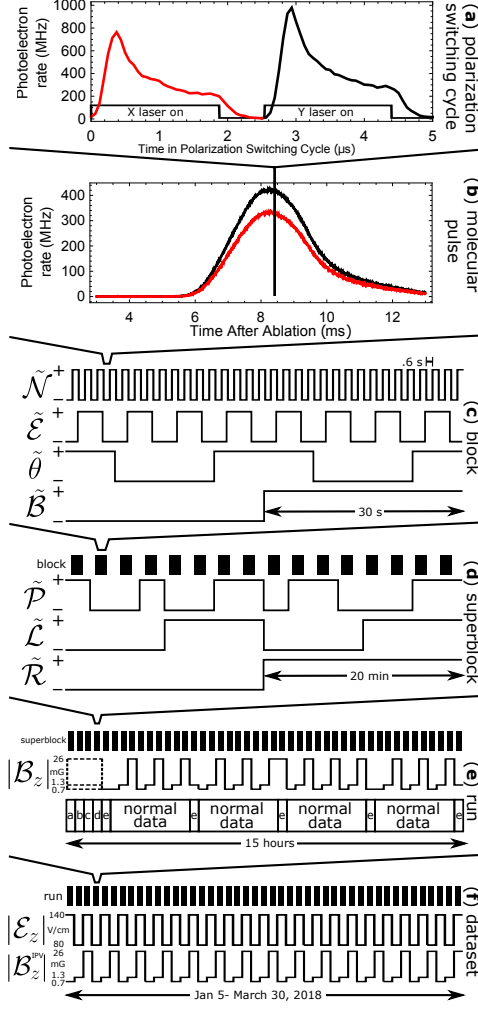 1000
800
600
400
200
0
Photoelectron
rate (MHz)
X laser on
Y laser on
0 1 2 3 4 5
Time in Polarization Switching Cycle (μs)
(a) polarization
switching cycle
400
300
200
100
0
Photoelectron
rate (MHz)
4 6 8 10 12
Time After Ablation (ms)
(b) molecular
pulse
.6 s
Ñ + −
Ẽ + −
θ̃ + −
B̃ + −
30 s
(c) block
block
P̃ + −
L̃ + −
R̃ + −
20 min
(d) superblock
superblock
|B_z| 26
mG
1.3
0.7
a b c d e normal data e normal data e normal data e normal data e
15 hours
(e) run
run
|E_z| 140
V/cm
80
|B_z^IPV| 26
mG
1.3
0.7
Jan 5- March 30, 2018
(f) dataset